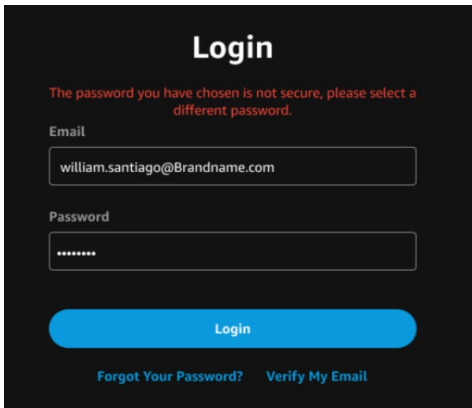 Login
The password you have chosen is not secure, please select a
different password.
Email
william.santiago@Brandname.com
Password
••••••••
Login
Forgot Your Password? Verify My Email